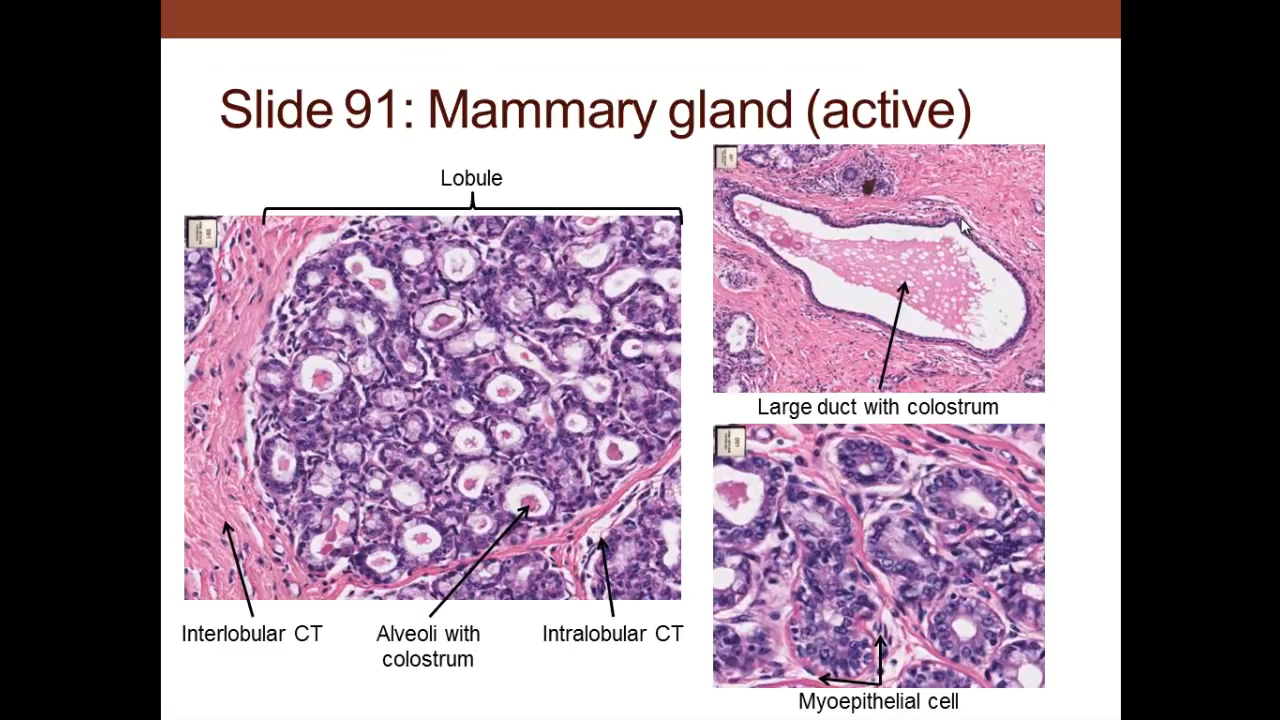 Slide 91: Mammary gland (active)
Lobule
Interlobular CT
Alveoli with
colostrum
Intralobular CT
Large duct with colostrum
Myoepithelial cell